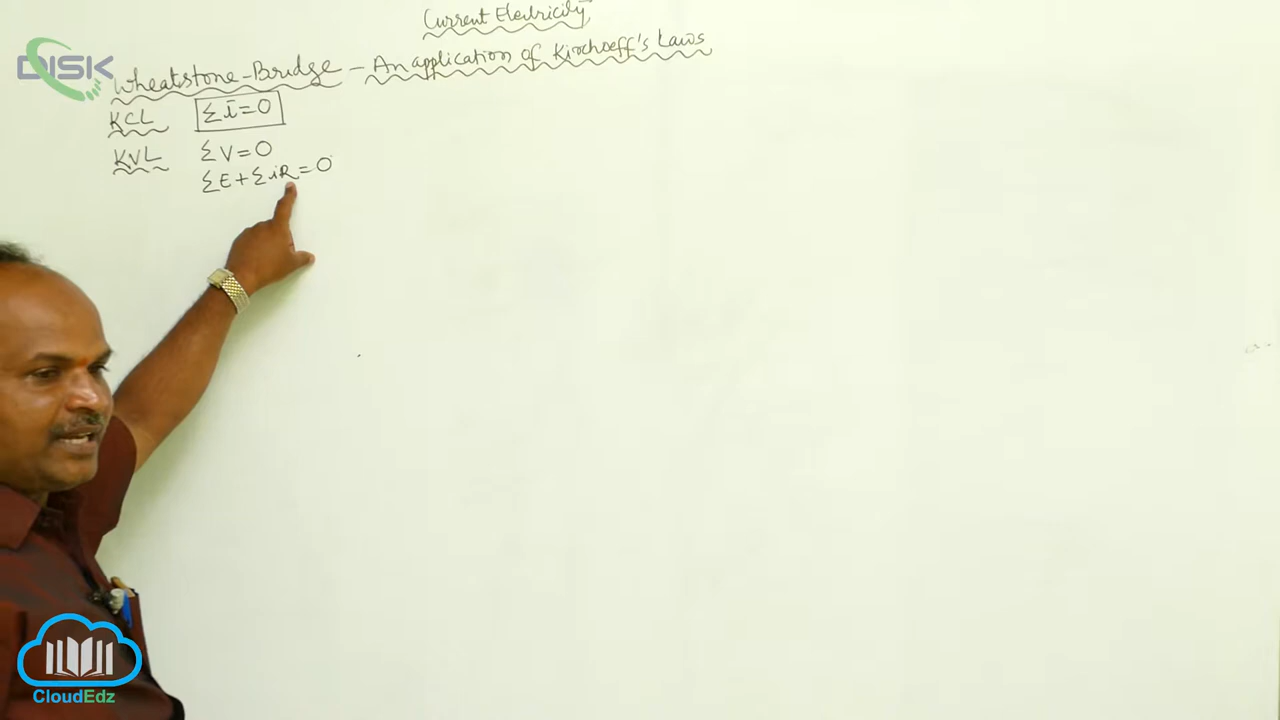 Current Electricity
DISK
Wheatstone-Bridge - An application of Kirchoeff's Laws
KCL Σi=0
KVL ΣV=0
ΣE+ΣiR=0
CloudEdz